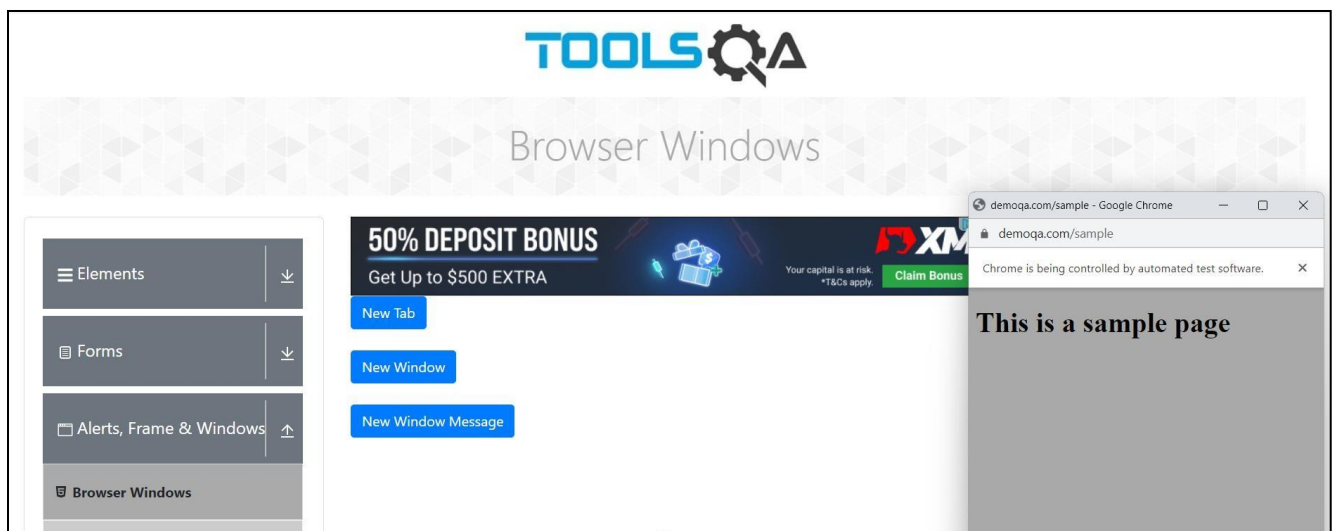 TOOLSQA
Browser Windows
Elements
Forms
Alerts, Frame & Windows
Browser Windows
50% DEPOSIT BONUS
Get Up to $500 EXTRA
XM
Your capital is at risk.
*T&Cs apply.
Claim Bonus
New Tab
New Window
New Window Message
demoqa.com/sample - Google Chrome
demoqa.com/sample
Chrome is being controlled by automated test software.
This is a sample page